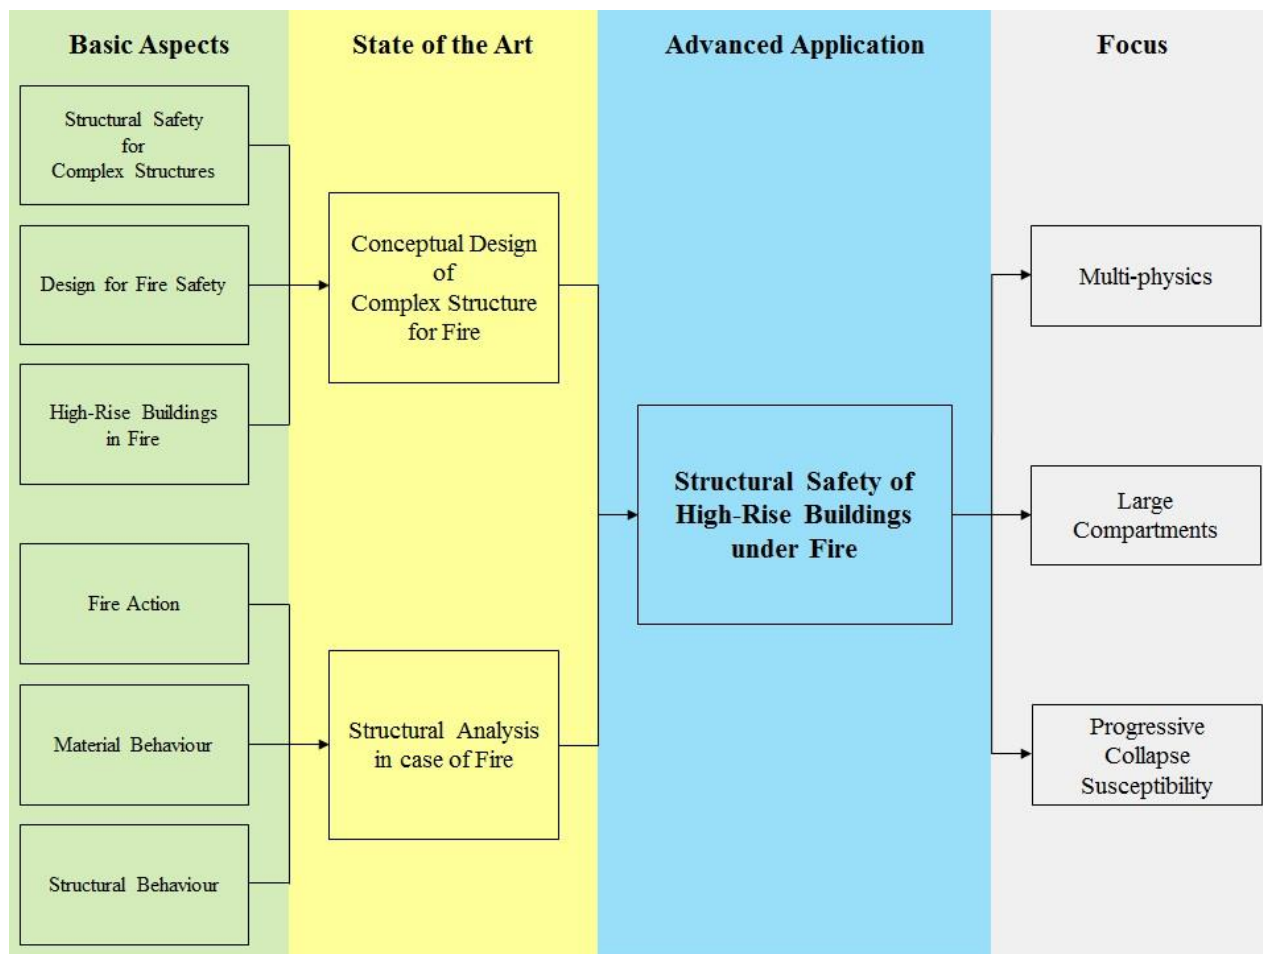 Basic Aspects
State of the Art
Advanced Application
Focus
Structural Safety
for
Complex Structures
Design for Fire Safety
High-Rise Buildings
in Fire
Fire Action
Material Behaviour
Structural Behaviour
Conceptual Design
of
Complex Structure
for Fire
Structural Analysis
in case of Fire
Structural Safety of
High-Rise Buildings
under Fire
Multi-physics
Large
Compartments
Progressive
Collapse
Susceptibility